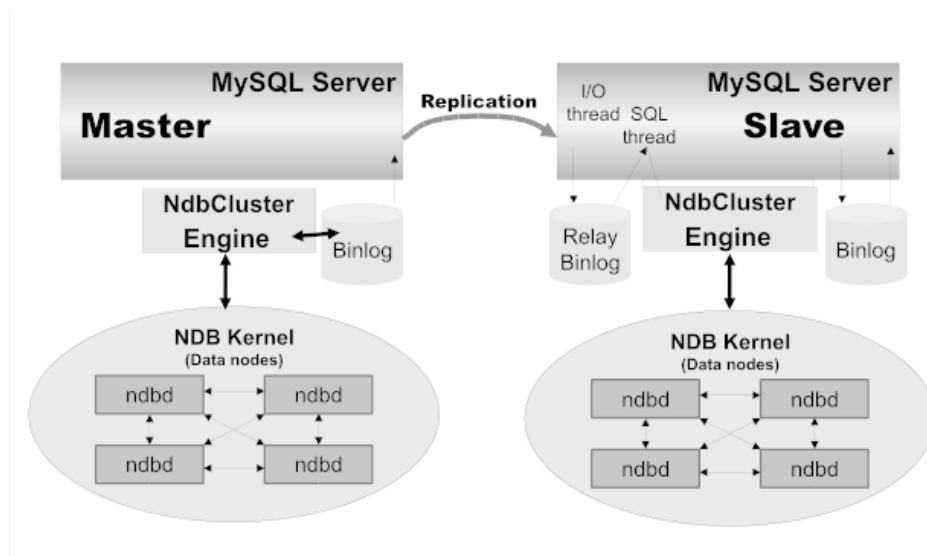 MySQL Server
Master
Replication
MySQL Server
I/O
thread
SQL
thread
Slave
NdbCluster
Engine
Binlog
Relay
Binlog
NdbCluster
Engine
Binlog
NDB Kernel
(Data nodes)
ndbd
ndbd
ndbd
ndbd
NDB Kernel
(Data nodes)
ndbd
ndbd
ndbd
ndbd